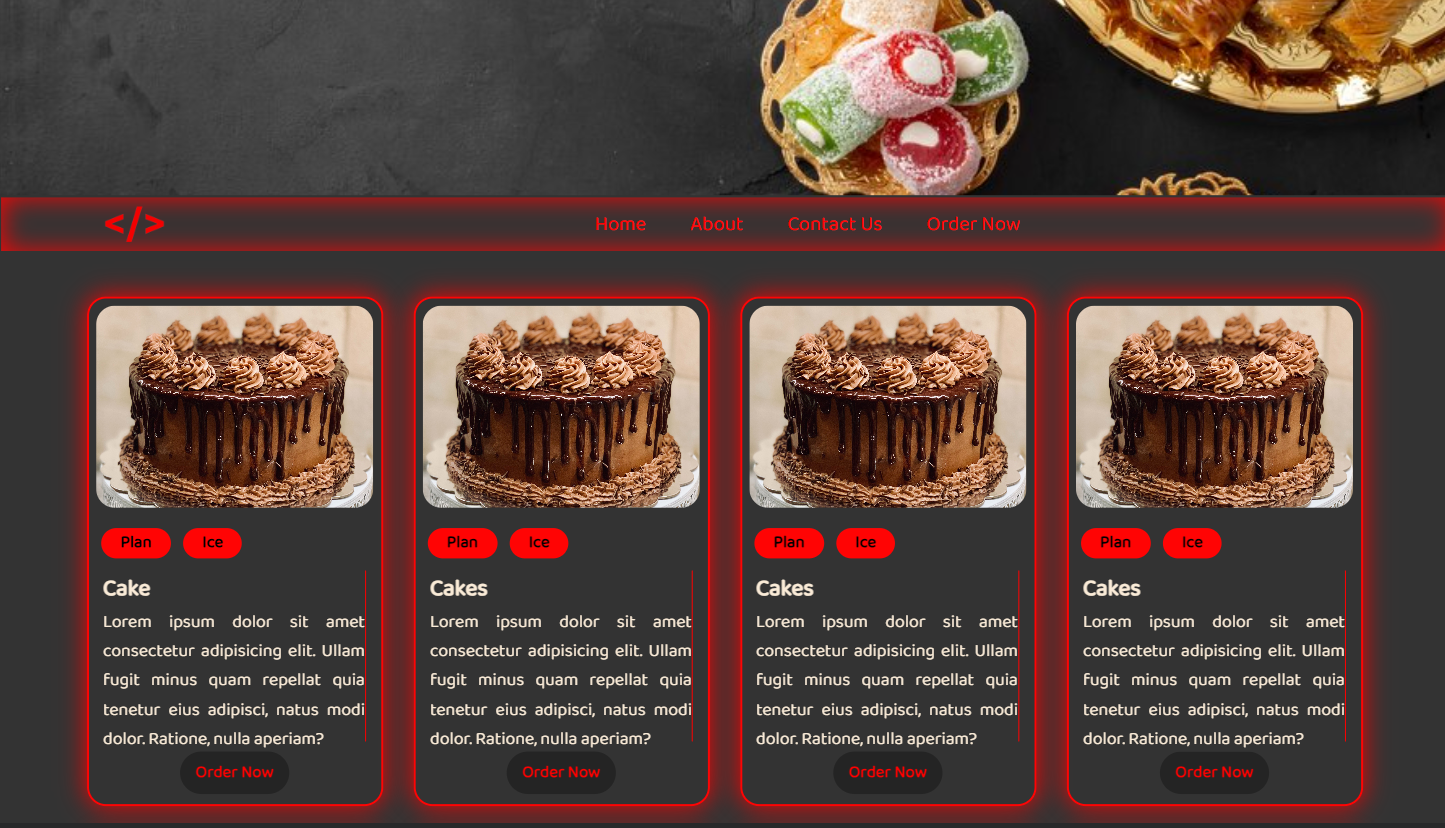 </>
Home About Contact Us Order Now
Plan Ice
Cake
Lorem ipsum dolor sit amet
consectetur adipisicing elit. Ullam
fugit minus quam repellat quia
tenetur eius adipisci, natus modi
dolor. Ratione, nulla aperiam?
Order Now
Plan Ice
Cakes
Lorem ipsum dolor sit amet
consectetur adipisicing elit. Ullam
fugit minus quam repellat quia
tenetur eius adipisci, natus modi
dolor. Ratione, nulla aperiam?
Order Now
Plan Ice
Cakes
Lorem ipsum dolor sit amet
consectetur adipisicing elit. Ullam
fugit minus quam repellat quia
tenetur eius adipisci, natus modi
dolor. Ratione, nulla aperiam?
Order Now
Plan Ice
Cakes
Lorem ipsum dolor sit amet
consectetur adipisicing elit. Ullam
fugit minus quam repellat quia
tenetur eius adipisci, natus modi
dolor. Ratione, nulla aperiam?
Order Now